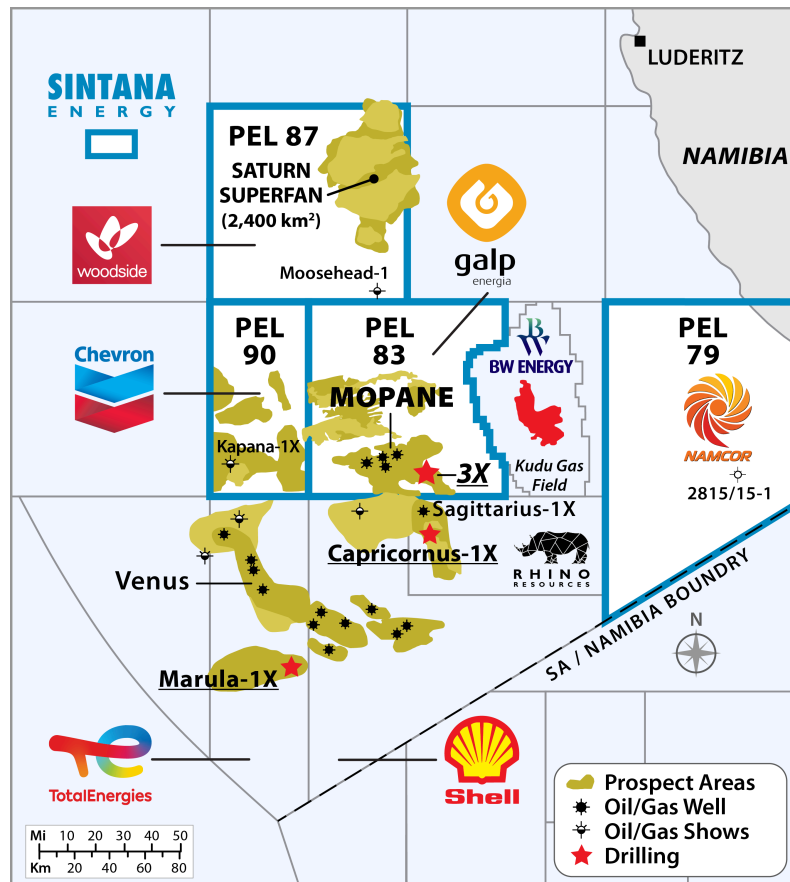 SINTANA
ENERGY
LUDERITZ
NAMIBIA
PEL 87
SATURN
SUPERFAN
(2,400 km²)
woodside
Moosehead-1
galp
energia
PEL
90
PEL
83
PEL
79
Chevron
BW
BW ENERGY
MOPANE
NAMCOR
Kapana-1X
3X
Kudu Gas
Field
2815/15-1
Sagittarius-1X
Capricornus-1X
RHINO
RESOURCES
Venus
SA / NAMIBIA BOUNDRY
N
Marula-1X
TotalEnergies
Shell
Prospect Areas
Oil/Gas Well
Oil/Gas Shows
Drilling
Mi 10 20 30 40 50
Km 20 40 60 80